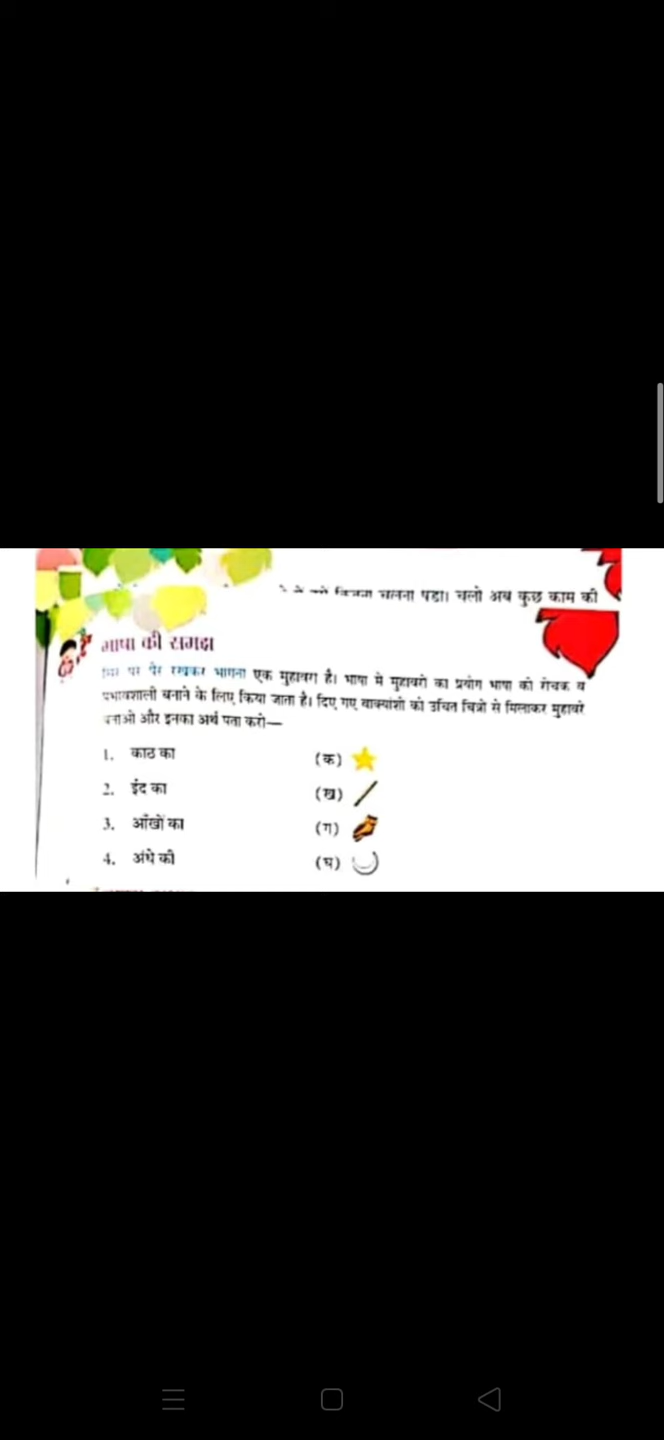 चलना पड़ा। चलो अब कुछ काम की
भाषा की समझ
सिर पर पैर रखकर भागना एक मुहावरा है। भाषा में मुहावरों का प्रयोग भाषा को रोचक व
प्रभावशाली बनाने के लिए किया जाता है। दिए गए वाक्यांशों को उचित चित्रों से मिलाकर मुहावरे
बनाओ और इनका अर्थ पता करो—
1. काठ का (क)
2. ईद का (ख)
3. आँखों का (ग)
4. अंधे की (घ)